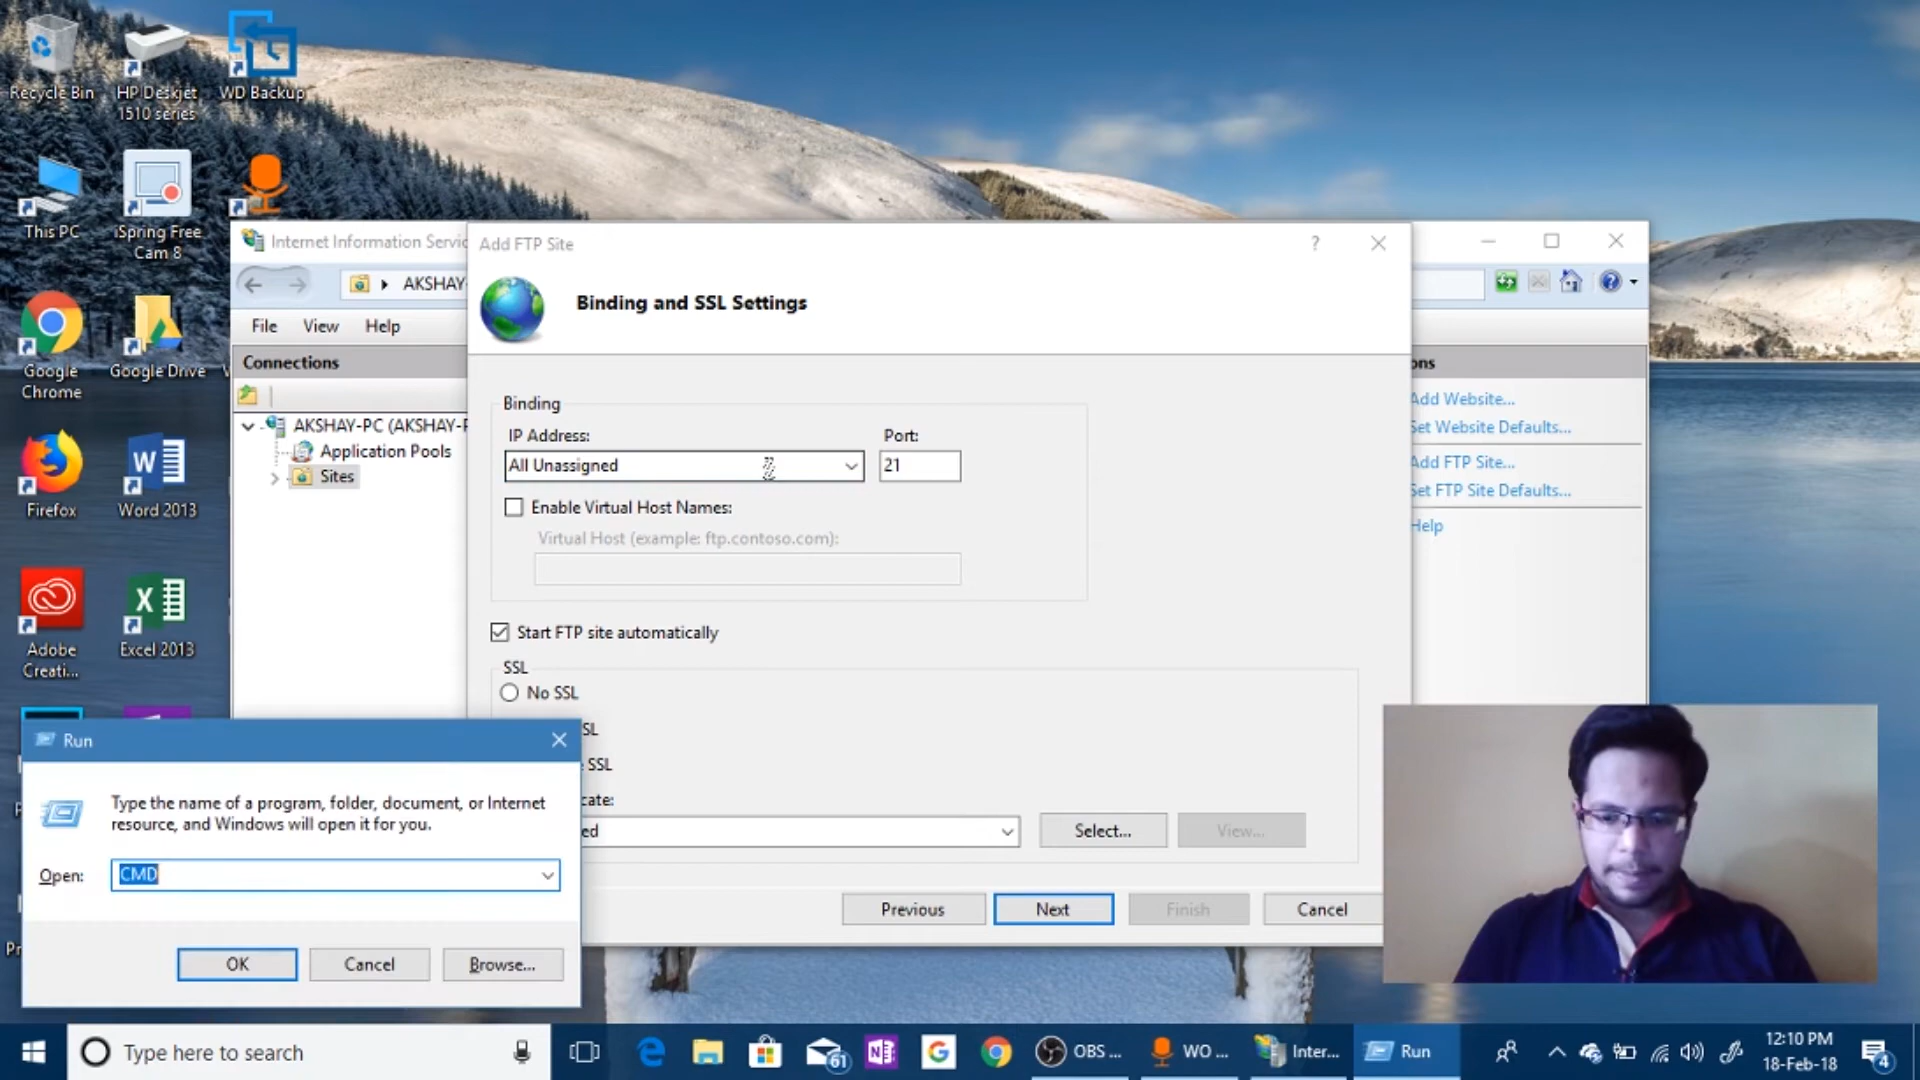 Recycle Bin
HP Deskjet
1510 series
WD Backup
This PC
iSpring Free
Cam 8
Google
Chrome
Google Drive
Firefox
Word 2013
Adobe
Creati...
Excel 2013
Internet Information Servic
AKSHAY-
File
View
Help
Connections
AKSHAY-PC (AKSHAY-P
Application Pools
Sites
Add FTP Site
?
Binding and SSL Settings
Binding
IP Address:
Port:
All Unassigned
21
Enable Virtual Host Names:
Virtual Host (example: ftp.contoso.com):
Start FTP site automatically
SSL
No SSL
SL
SSL
cate:
ed
Select...
View...
Previous
Next
Finish
Cancel
ons
Add Website...
Set Website Defaults...
Add FTP Site...
Set FTP Site Defaults...
Help
Run
Type the name of a program, folder, document, or Internet
resource, and Windows will open it for you.
Open:
CMD
OK
Cancel
Browse...
Type here to search
61
OBS ...
WO ...
Inter...
Run
12:10 PM
18-Feb-18
4